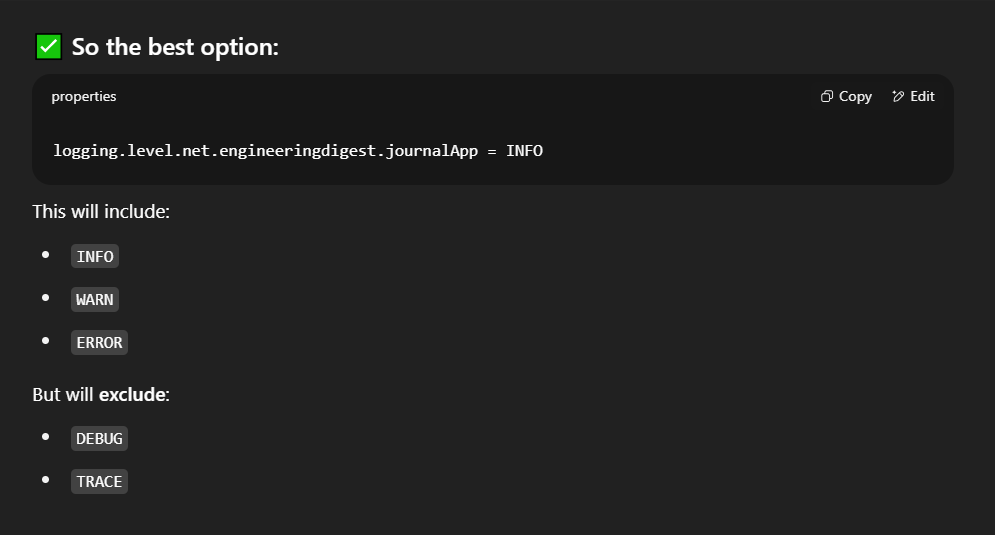 ✅ So the best option:
properties
Copy
Edit
logging.level.net.engineeringdigest.journalApp = INFO
This will include:
• INFO
• WARN
• ERROR
But will exclude:
• DEBUG
• TRACE